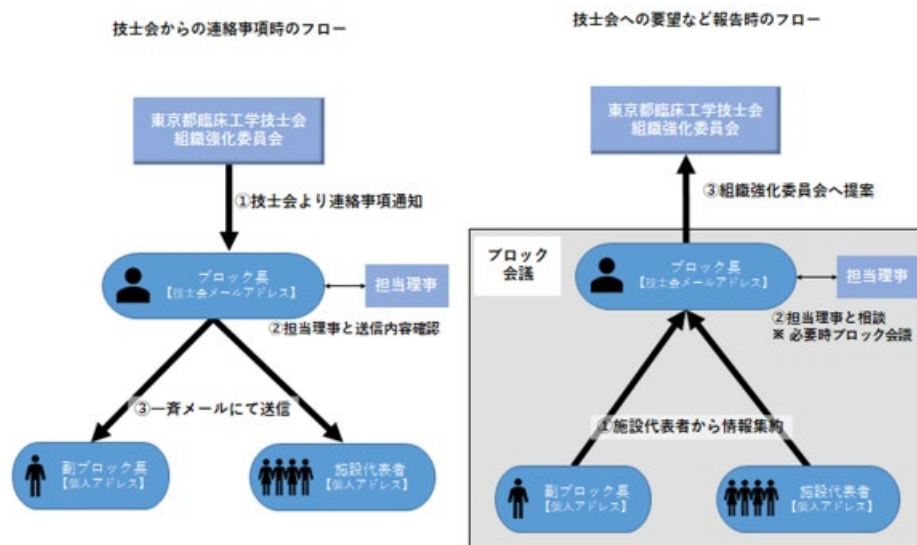 技士会からの連絡事項時のフロー
東京都臨床工学技士会
組織強化委員会
①技士会より連絡事項通知
ブロック長
【技士会メールアドレス】
担当理事
②担当理事と送信内容確認
③一斉メールにて送信
副ブロック長
【個人アドレス】
施設代表者
【個人アドレス】
技士会への要望など報告時のフロー
東京都臨床工学技士会
組織強化委員会
③組織強化委員会へ提案
ブロック
会議
ブロック長
【技士会メールアドレス】
担当理事
②担当理事と相談
※ 必要時ブロック会議
①施設代表者から情報集約
副ブロック長
【個人アドレス】
施設代表者
【個人アドレス】